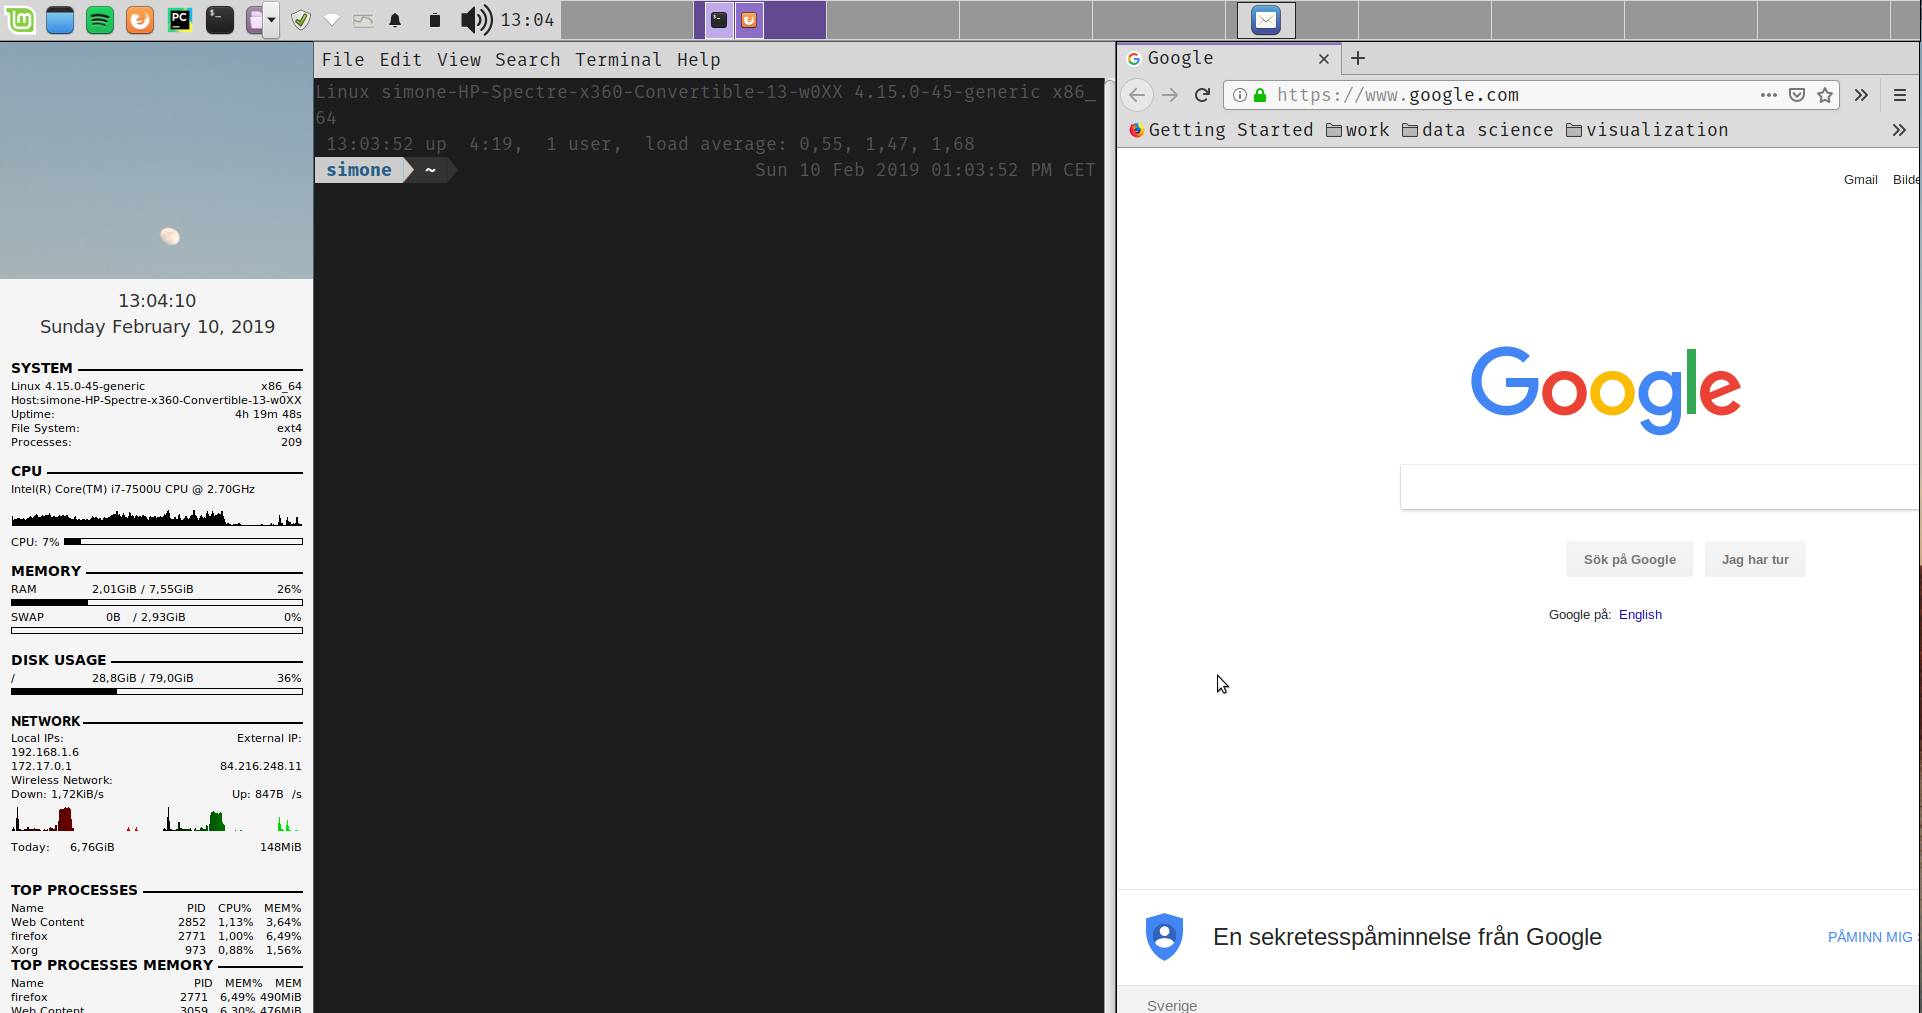 13:04
File Edit View Search Terminal Help
Linux simone-HP-Spectre-x360-Convertible-13-w0XX 4.15.0-45-generic x86_
64
13:03:52 up  4:19,  1 user,  load average: 0,55, 1,47, 1,68
simone ~ Sun 10 Feb 2019 01:03:52 PM CET
13:04:10
Sunday February 10, 2019
SYSTEM
Linux 4.15.0-45-generic x86_64
Host:simone-HP-Spectre-x360-Convertible-13-w0XX
Uptime: 4h 19m 48s
File System: ext4
Processes: 209
CPU
Intel(R) Core(TM) i7-7500U CPU @ 2.70GHz
CPU: 7%
MEMORY
RAM 2,01GiB / 7,55GiB 26%
SWAP 0B / 2,93GiB 0%
DISK USAGE
/ 28,8GiB / 79,0GiB 36%
NETWORK
Local IPs: External IP:
192.168.1.6
172.17.0.1 84.216.248.11
Wireless Network:
Down: 1,72KiB/s Up: 847B /s
Today: 6,76GiB 148MiB
TOP PROCESSES
Name PID CPU% MEM%
Web Content 2852 1,13% 3,64%
firefox 2771 1,00% 6,49%
Xorg 973 0,88% 1,56%
TOP PROCESSES MEMORY
Name PID MEM% MEM
firefox 2771 6,49% 490MiB
Web Content 3059 6,30% 476MiB
Google
https://www.google.com
Getting Started work data science visualization
Gmail Bilde
Google
Sök på Google Jag har tur
Google på: English
En sekretesspåminnelse från Google PÅMINN MIG
Sverige